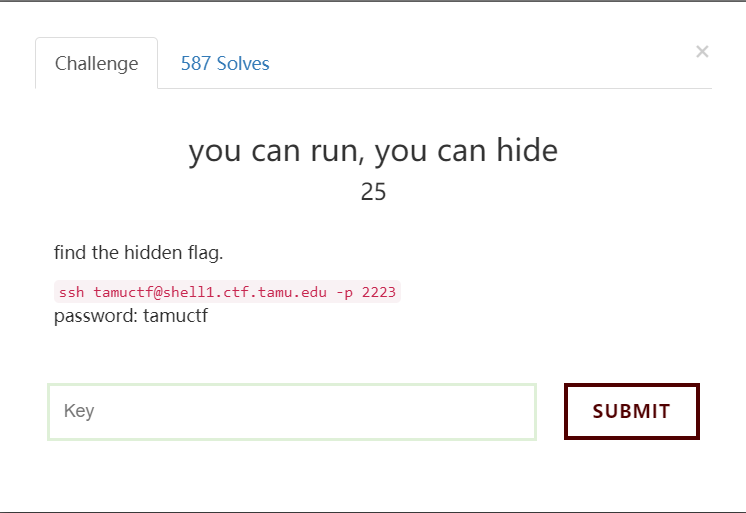 Challenge
587 Solves
×
you can run, you can hide
25
find the hidden flag.
ssh tamuctf@shell1.ctf.tamu.edu -p 2223
password: tamuctf
Key
SUBMIT